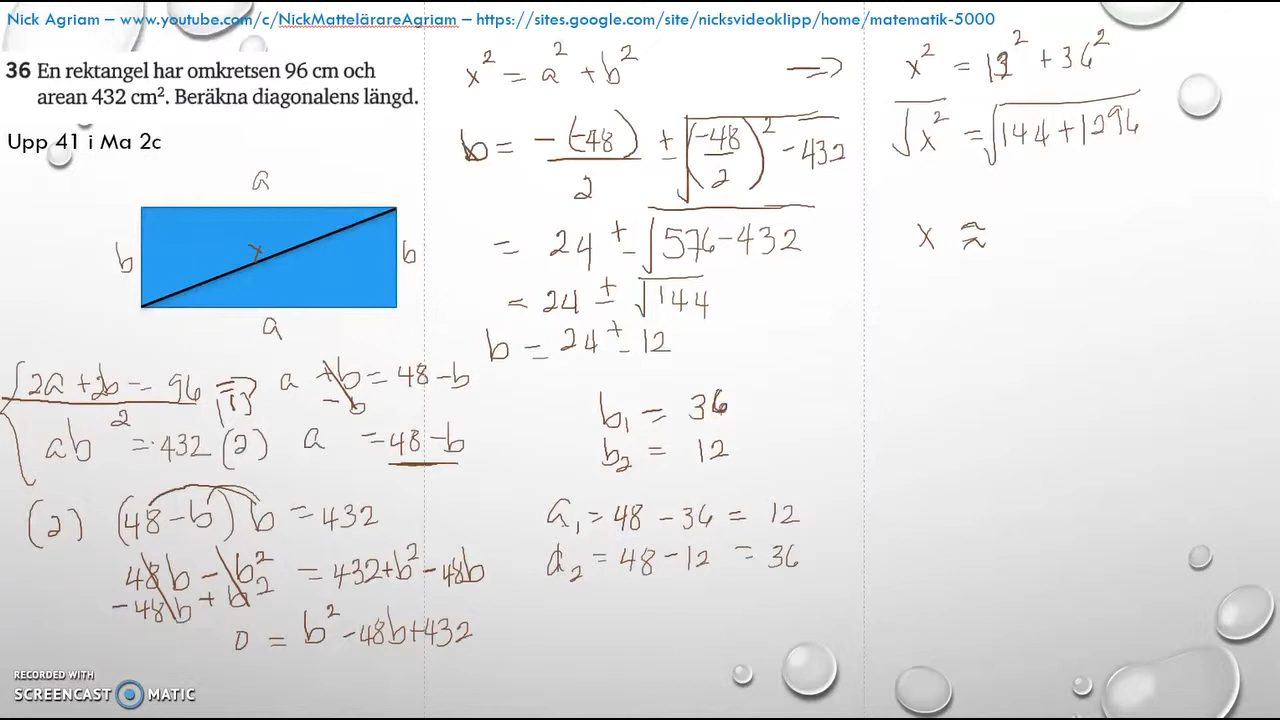 Nick Agriam – www.youtube.com/c/NickMattelärareAgriam – https://sites.google.com/site/nicksvideoklipp/home/matematik-5000
36 En rektangel har omkretsen 96 cm och
arean 432 cm². Beräkna diagonalens längd.
Upp 41 i Ma 2c
a
b
x
b
a
2a + 2b = 96 (1) a + b = 48 - b
2 - b
ab = 432 (2) a = 48 - b
(2) (48 - b) b = 432
48b - b² = 432 + b² - 48b
-48b + b²
0 = b² - 48b + 432
x² = a² + b² →
b = -(-48)/2 ± √((-48/2)² - 432)
= 24 ± √576 - 432
= 24 ± √144
b = 24 ± 12
b₁ = 36
b₂ = 12
a₁ = 48 - 36 = 12
a₂ = 48 - 12 = 36
x² = 12² + 36²
√x² = √144 + 1296
x ≈
RECORDED WITH
SCREENCAST MATIC